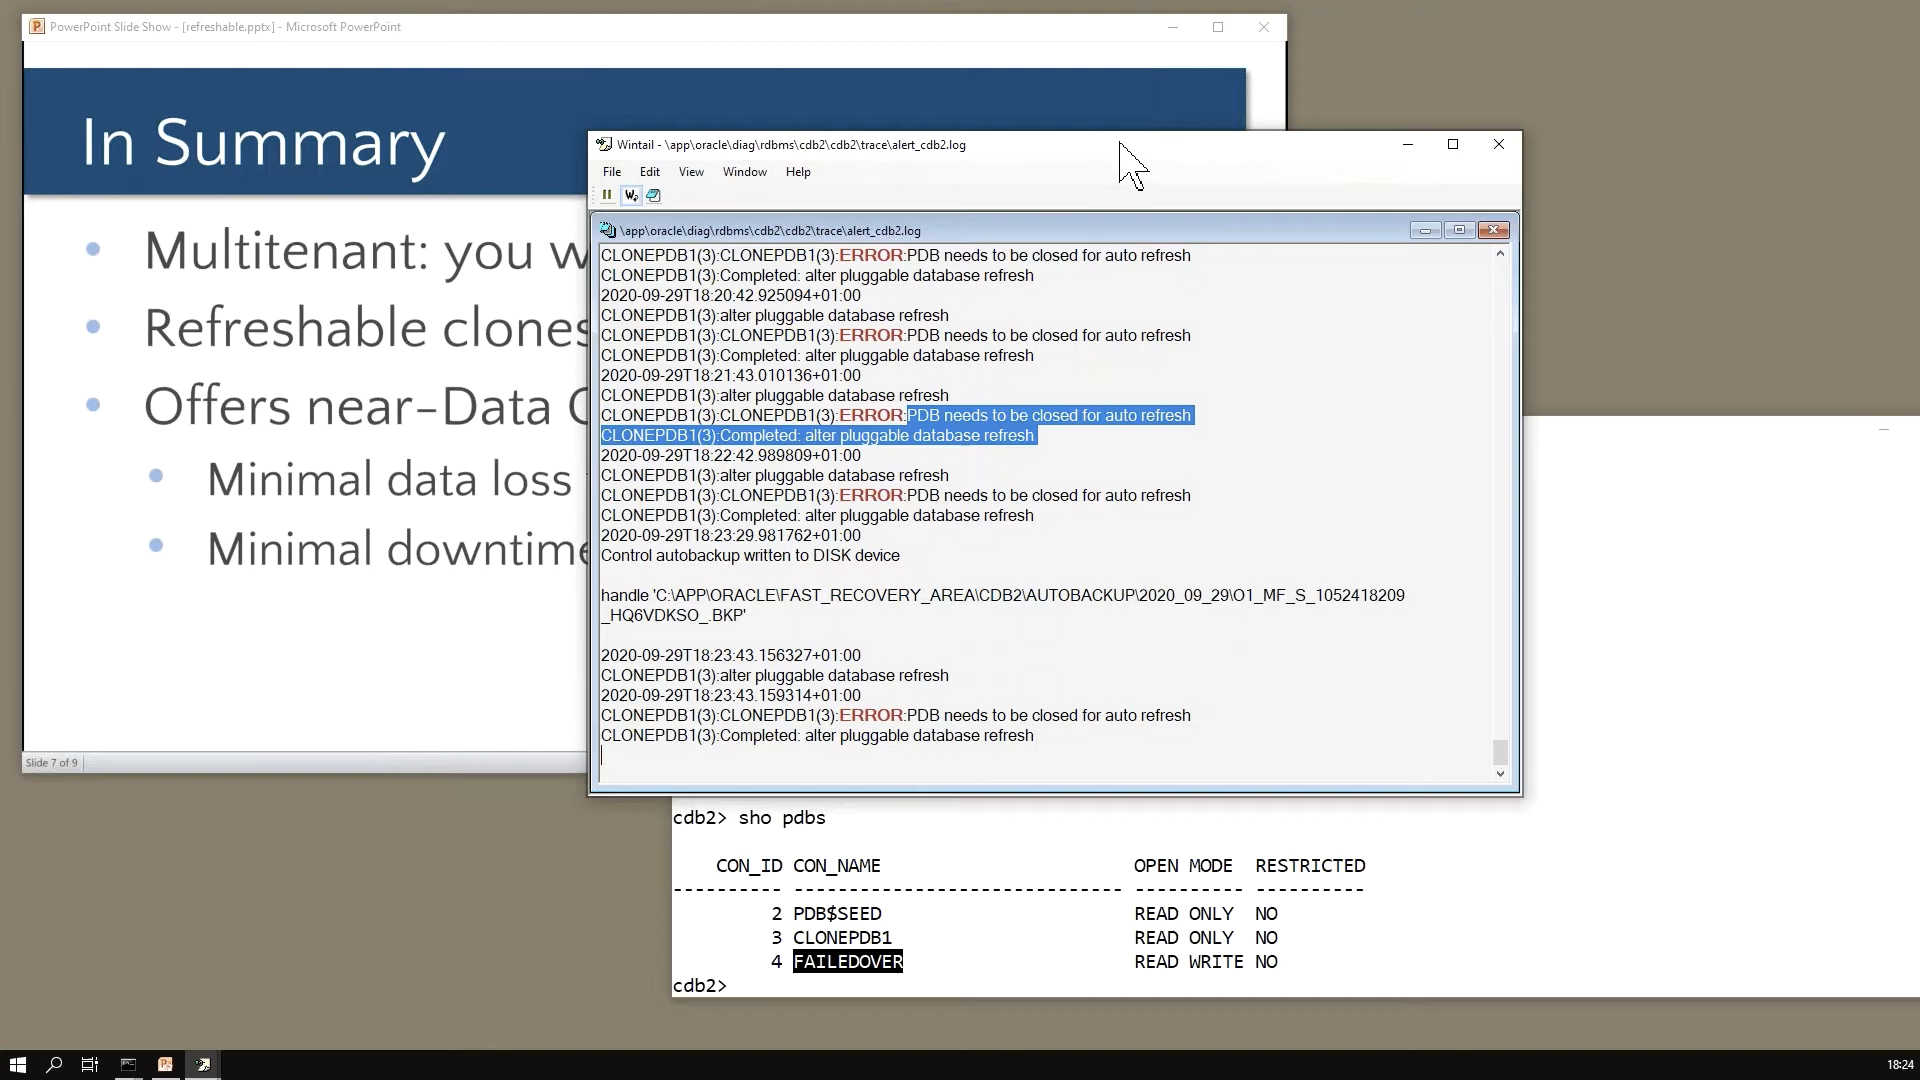 PowerPoint Slide Show - [refreshable.pptx] - Microsoft PowerPoint
In Summary
Multitenant: you
Refreshable clones
Offers near-Data
Minimal data loss
Minimal downtime
Slide 7 of 9
Wintail - \app\oracle\diag\rdbms\cdb2\cdb2\trace\alert_cdb2.log
File Edit View Window Help
\app\oracle\diag\rdbms\cdb2\cdb2\trace\alert_cdb2.log
CLONEPDB1(3):CLONEPDB1(3):ERROR:PDB needs to be closed for auto refresh
CLONEPDB1(3):Completed: alter pluggable database refresh
2020-09-29T18:20:42.925094+01:00
CLONEPDB1(3):alter pluggable database refresh
CLONEPDB1(3):CLONEPDB1(3):ERROR:PDB needs to be closed for auto refresh
CLONEPDB1(3):Completed: alter pluggable database refresh
2020-09-29T18:21:43.010136+01:00
CLONEPDB1(3):alter pluggable database refresh
CLONEPDB1(3):CLONEPDB1(3):ERROR:PDB needs to be closed for auto refresh
CLONEPDB1(3):Completed: alter pluggable database refresh
2020-09-29T18:22:42.989809+01:00
CLONEPDB1(3):alter pluggable database refresh
CLONEPDB1(3):CLONEPDB1(3):ERROR:PDB needs to be closed for auto refresh
CLONEPDB1(3):Completed: alter pluggable database refresh
2020-09-29T18:23:29.981762+01:00
Control autobackup written to DISK device
handle 'C:\APP\ORACLE\FAST_RECOVERY_AREA\CDB2\AUTOBACKUP\2020_09_29\O1_MF_S_1052418209
_HQ6VDKSO_.BKP'
2020-09-29T18:23:43.156327+01:00
CLONEPDB1(3):alter pluggable database refresh
2020-09-29T18:23:43.159314+01:00
CLONEPDB1(3):CLONEPDB1(3):ERROR:PDB needs to be closed for auto refresh
CLONEPDB1(3):Completed: alter pluggable database refresh
cdb2> sho pdbs
CON_ID CON_NAME OPEN MODE RESTRICTED
---------- ------------------------------ ---------- ----------
2 PDB$SEED READ ONLY NO
3 CLONEPDB1 READ ONLY NO
4 FAILEDOVER READ WRITE NO
cdb2>
18:24